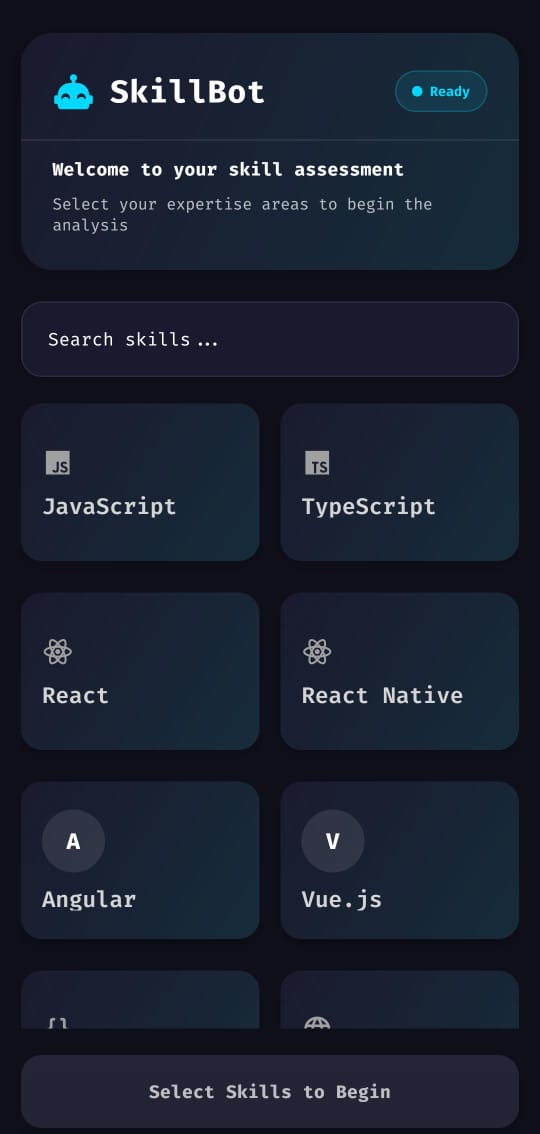 SkillBot
Ready
Welcome to your skill assessment
Select your expertise areas to begin the
analysis
Search skills...
JS
TS
JavaScript
TypeScript
React
React Native
A
V
Angular
Vue.js
{}
Select Skills to Begin